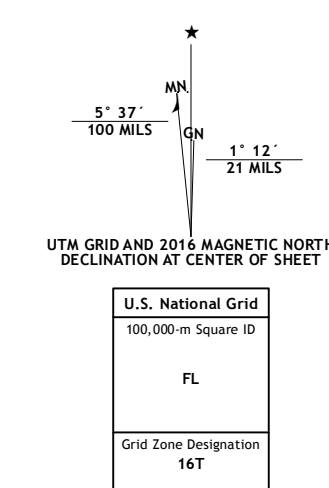 ★
MN
5° 37´
100 MILS
GN
1° 12´
21 MILS
UTM GRID AND 2016 MAGNETIC NORTH
DECLINATION AT CENTER OF SHEET
U.S. National Grid
100,000-m Square ID
FL
Grid Zone Designation
16T